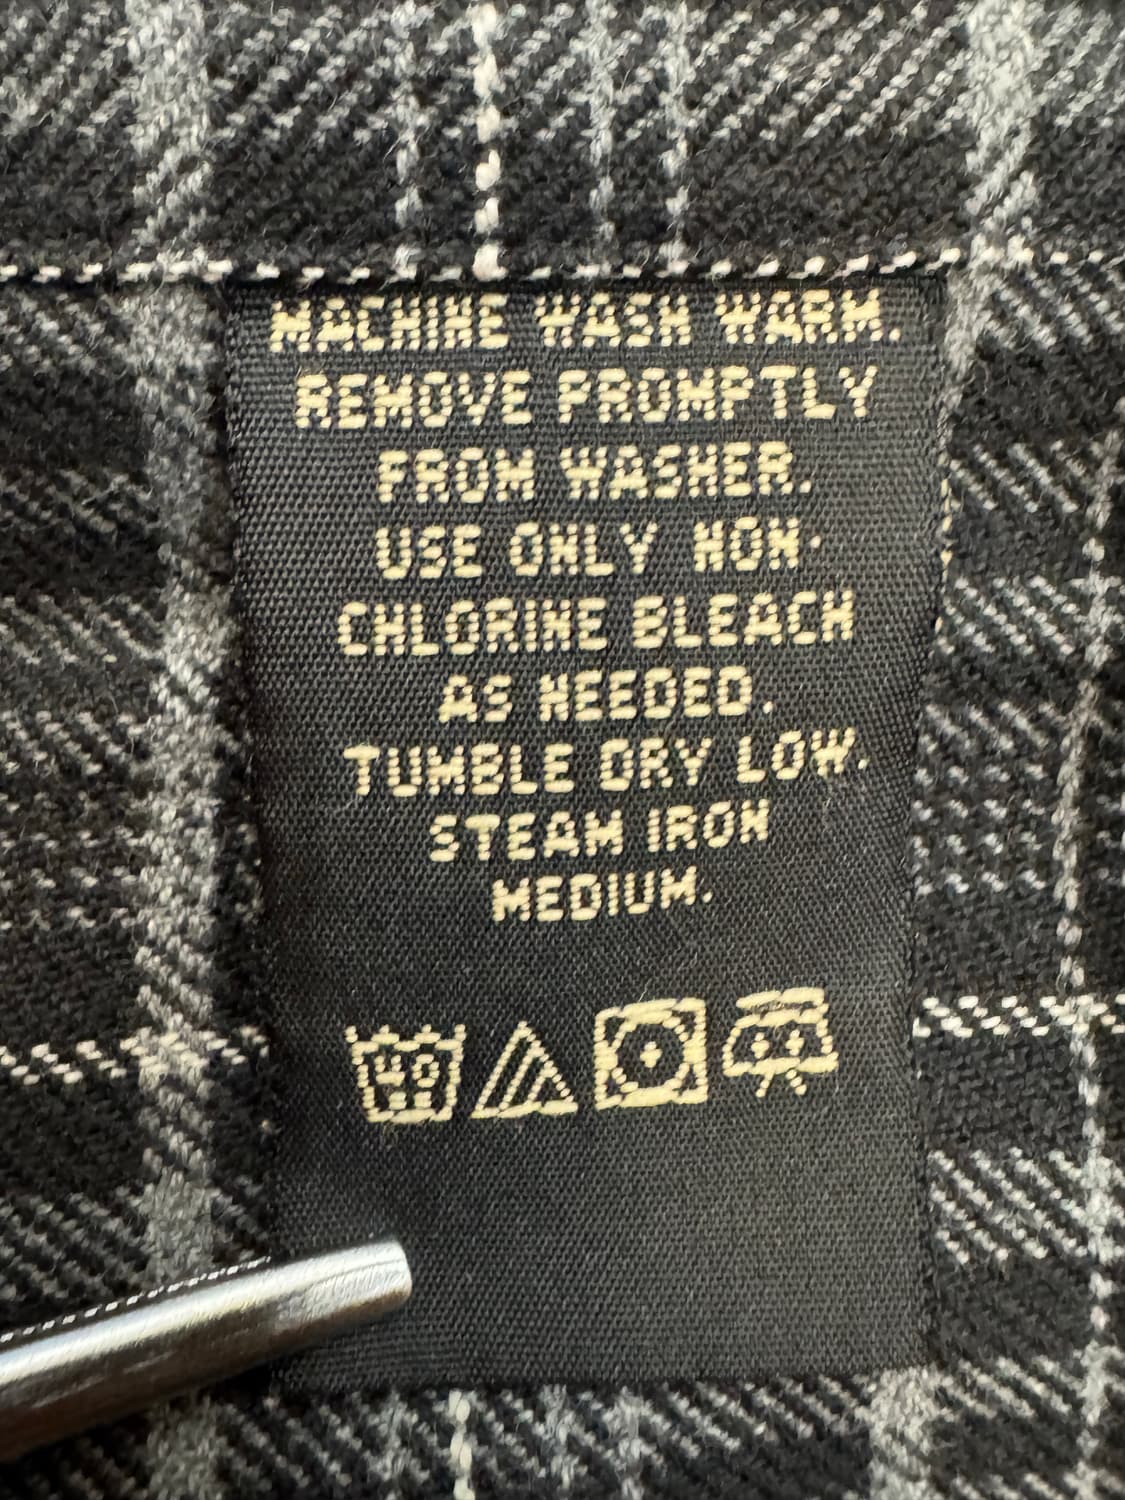 MACHINE WASH WARM.
REMOVE PROMPTLY
FROM WASHER.
USE ONLY NON-
CHLORINE BLEACH
AS NEEDED.
TUMBLE DRY LOW.
STEAM IRON
MEDIUM.
40